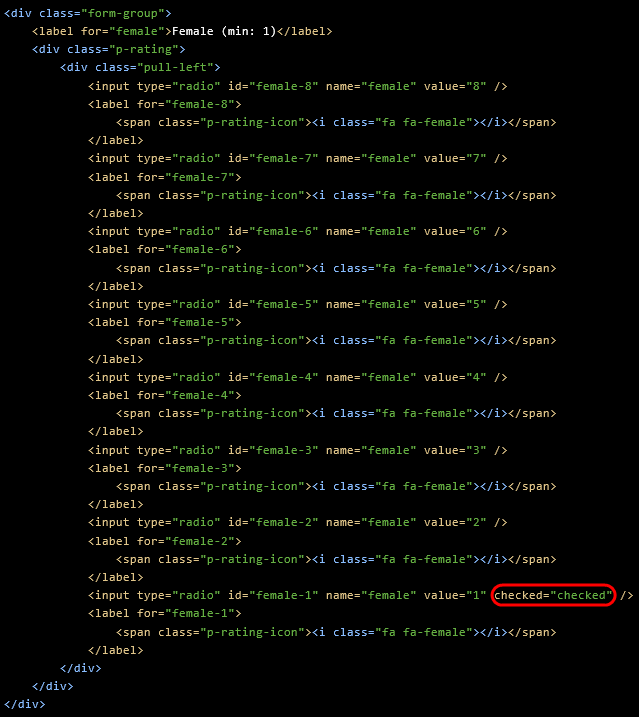 <div class="form-group">
<label for="female">Female (min: 1)</label>
<div class="p-rating">
<div class="pull-left">
<input type="radio" id="female-8" name="female" value="8" />
<label for="female-8">
<span class="p-rating-icon"><i class="fa fa-female"></i></span>
</label>
<input type="radio" id="female-7" name="female" value="7" />
<label for="female-7">
<span class="p-rating-icon"><i class="fa fa-female"></i></span>
</label>
<input type="radio" id="female-6" name="female" value="6" />
<label for="female-6">
<span class="p-rating-icon"><i class="fa fa-female"></i></span>
</label>
<input type="radio" id="female-5" name="female" value="5" />
<label for="female-5">
<span class="p-rating-icon"><i class="fa fa-female"></i></span>
</label>
<input type="radio" id="female-4" name="female" value="4" />
<label for="female-4">
<span class="p-rating-icon"><i class="fa fa-female"></i></span>
</label>
<input type="radio" id="female-3" name="female" value="3" />
<label for="female-3">
<span class="p-rating-icon"><i class="fa fa-female"></i></span>
</label>
<input type="radio" id="female-2" name="female" value="2" />
<label for="female-2">
<span class="p-rating-icon"><i class="fa fa-female"></i></span>
</label>
<input type="radio" id="female-1" name="female" value="1" checked="checked" />
<label for="female-1">
<span class="p-rating-icon"><i class="fa fa-female"></i></span>
</label>
</div>
</div>
</div>